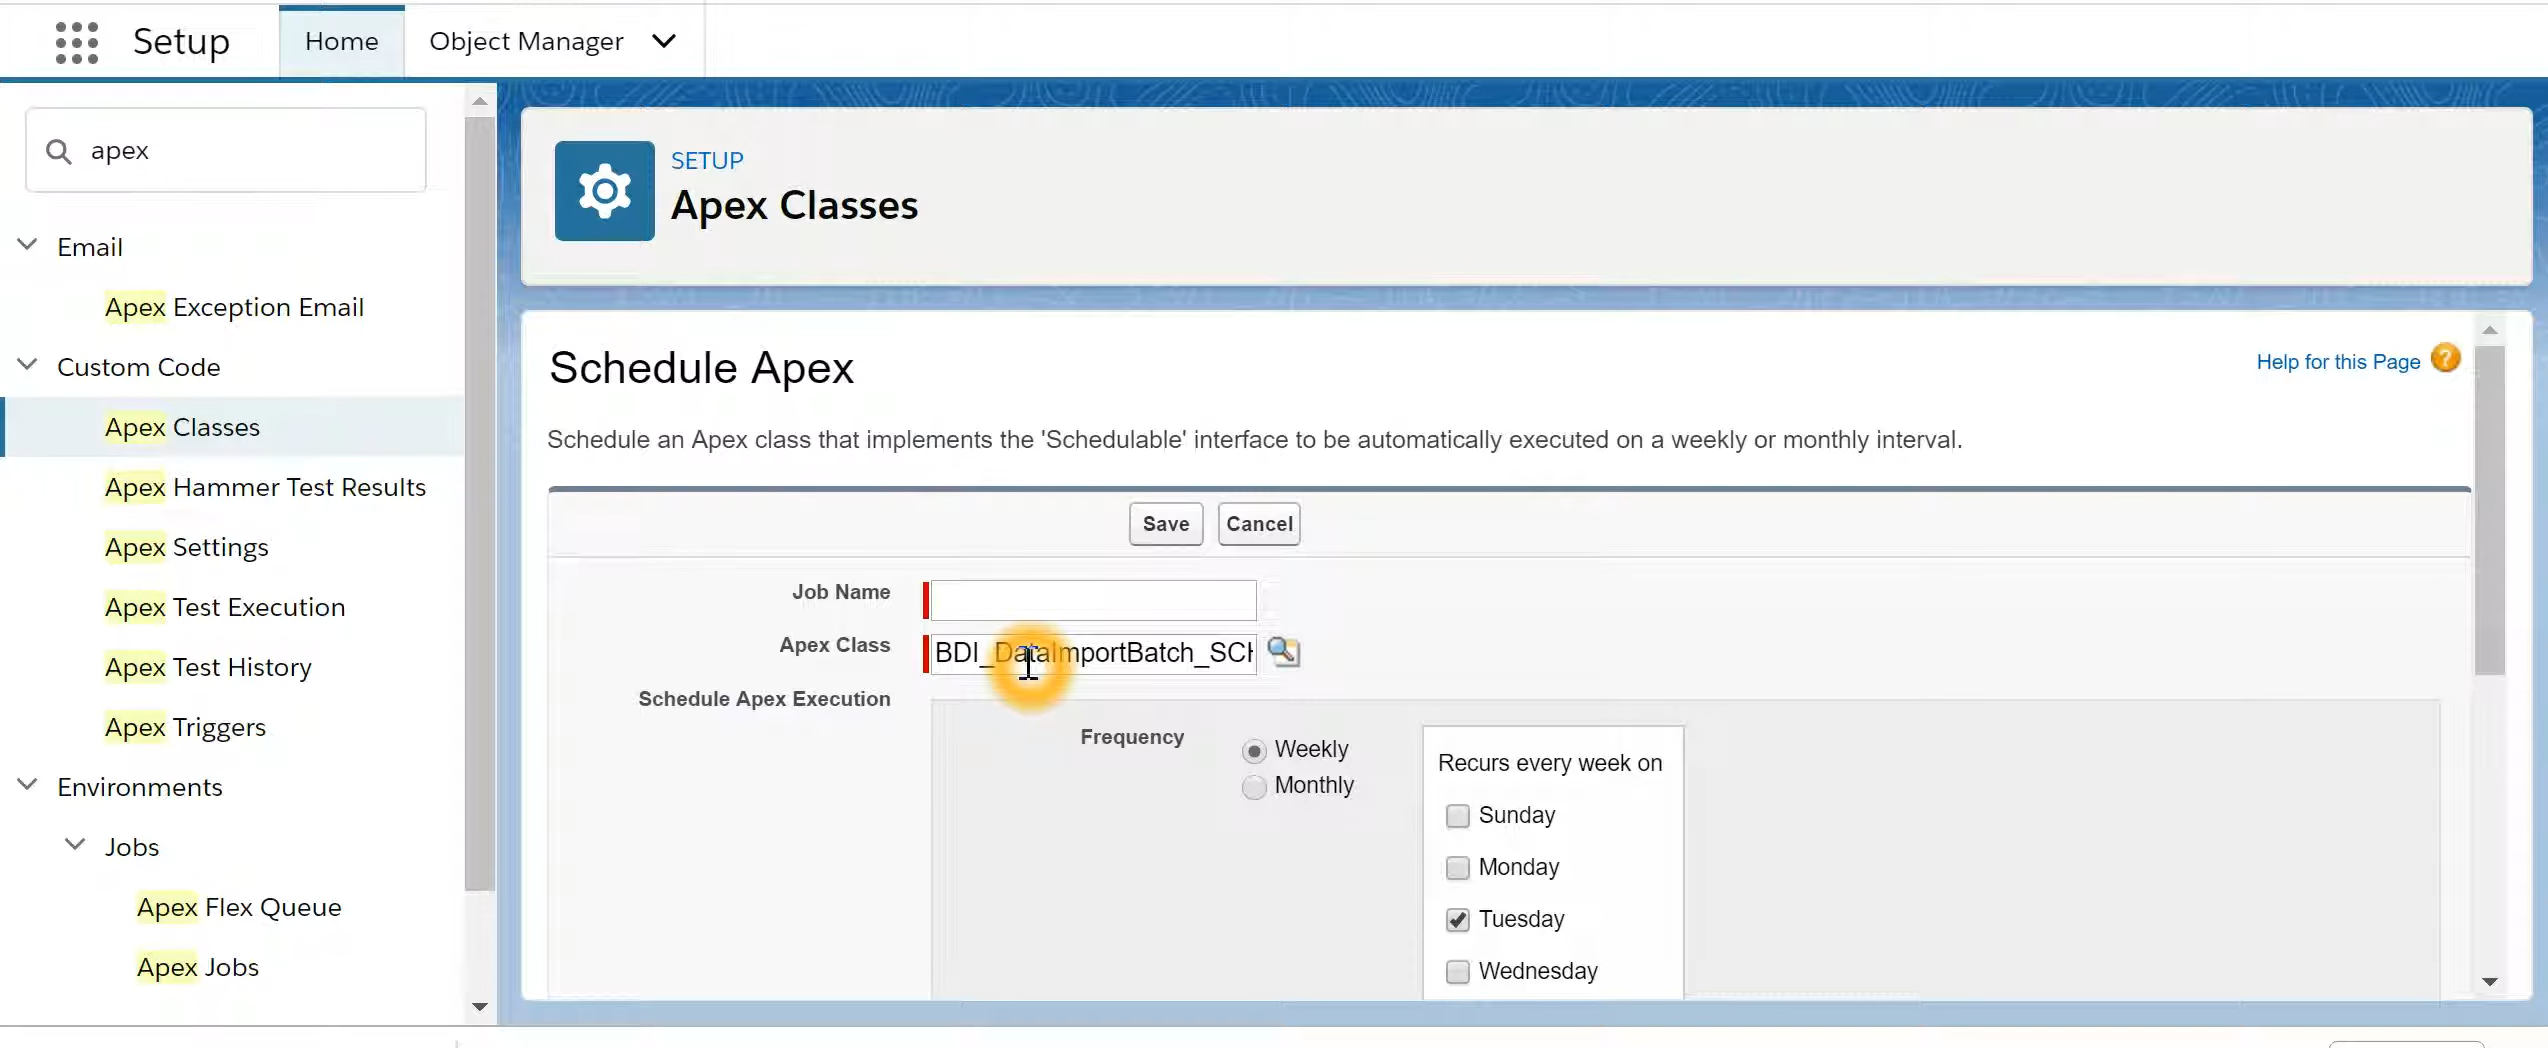 Setup
Home
Object Manager
apex
Email
Apex Exception Email
Custom Code
Apex Classes
Apex Hammer Test Results
Apex Settings
Apex Test Execution
Apex Test History
Apex Triggers
Environments
Jobs
Apex Flex Queue
Apex Jobs
SETUP
Apex Classes
Schedule Apex
Help for this Page
?
Schedule an Apex class that implements the 'Schedulable' interface to be automatically executed on a weekly or monthly interval.
Save Cancel
Job Name
Apex Class BDI_DataImportBatch_SCH
Schedule Apex Execution
Frequency
Weekly
Monthly
Recurs every week on
Sunday
Monday
Tuesday
Wednesday